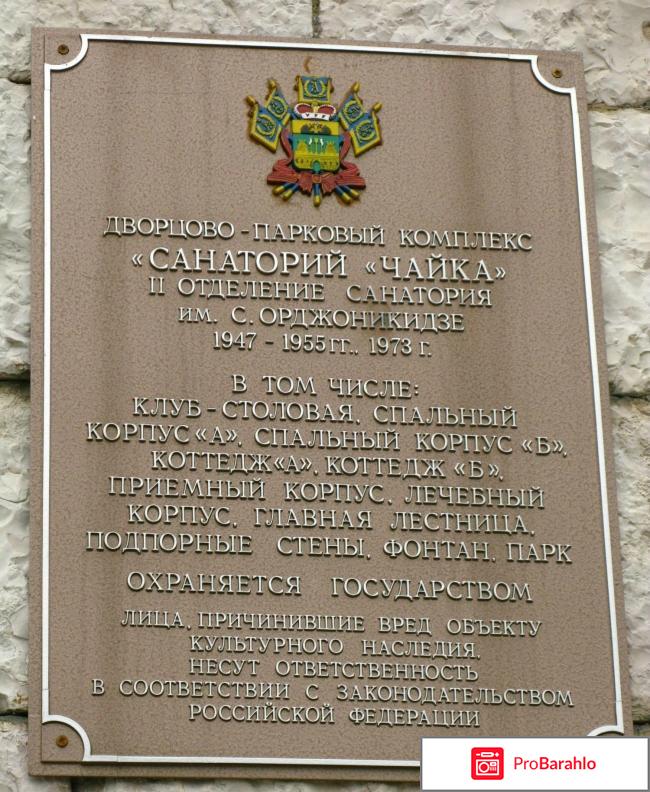 ДВОРЦОВО - ПАРКОВЫЙ КОМПЛЕКС
«САНАТОРИЙ «ЧАЙКА»
II ОТДЕЛЕНИЕ САНАТОРИЯ
им. С. ОРДЖОНИКИДЗЕ
1947 - 1955 гг., 1973 г.
В ТОМ ЧИСЛЕ:
КЛУБ - СТОЛОВАЯ, СПАЛЬНЫЙ
КОРПУС «А», СПАЛЬНЫЙ КОРПУС «Б»,
КОТТЕДЖ «А», КОТТЕДЖ «Б»,
ПРИЕМНЫЙ КОРПУС, ЛЕЧЕБНЫЙ
КОРПУС, ГЛАВНАЯ ЛЕСТНИЦА,
ПОДПОРНЫЕ СТЕНЫ, ФОНТАН, ПАРК
ОХРАНЯЕТСЯ ГОСУДАРСТВОМ
ЛИЦА, ПРИЧИНИВШИЕ ВРЕД ОБЪЕКТУ
КУЛЬТУРНОГО НАСЛЕДИЯ,
НЕСУТ ОТВЕТСТВЕННОСТЬ
В СООТВЕТСТВИИ С ЗАКОНОДАТЕЛЬСТВОМ
РОССИЙСКОЙ ФЕДЕРАЦИИ
ProBarahlo